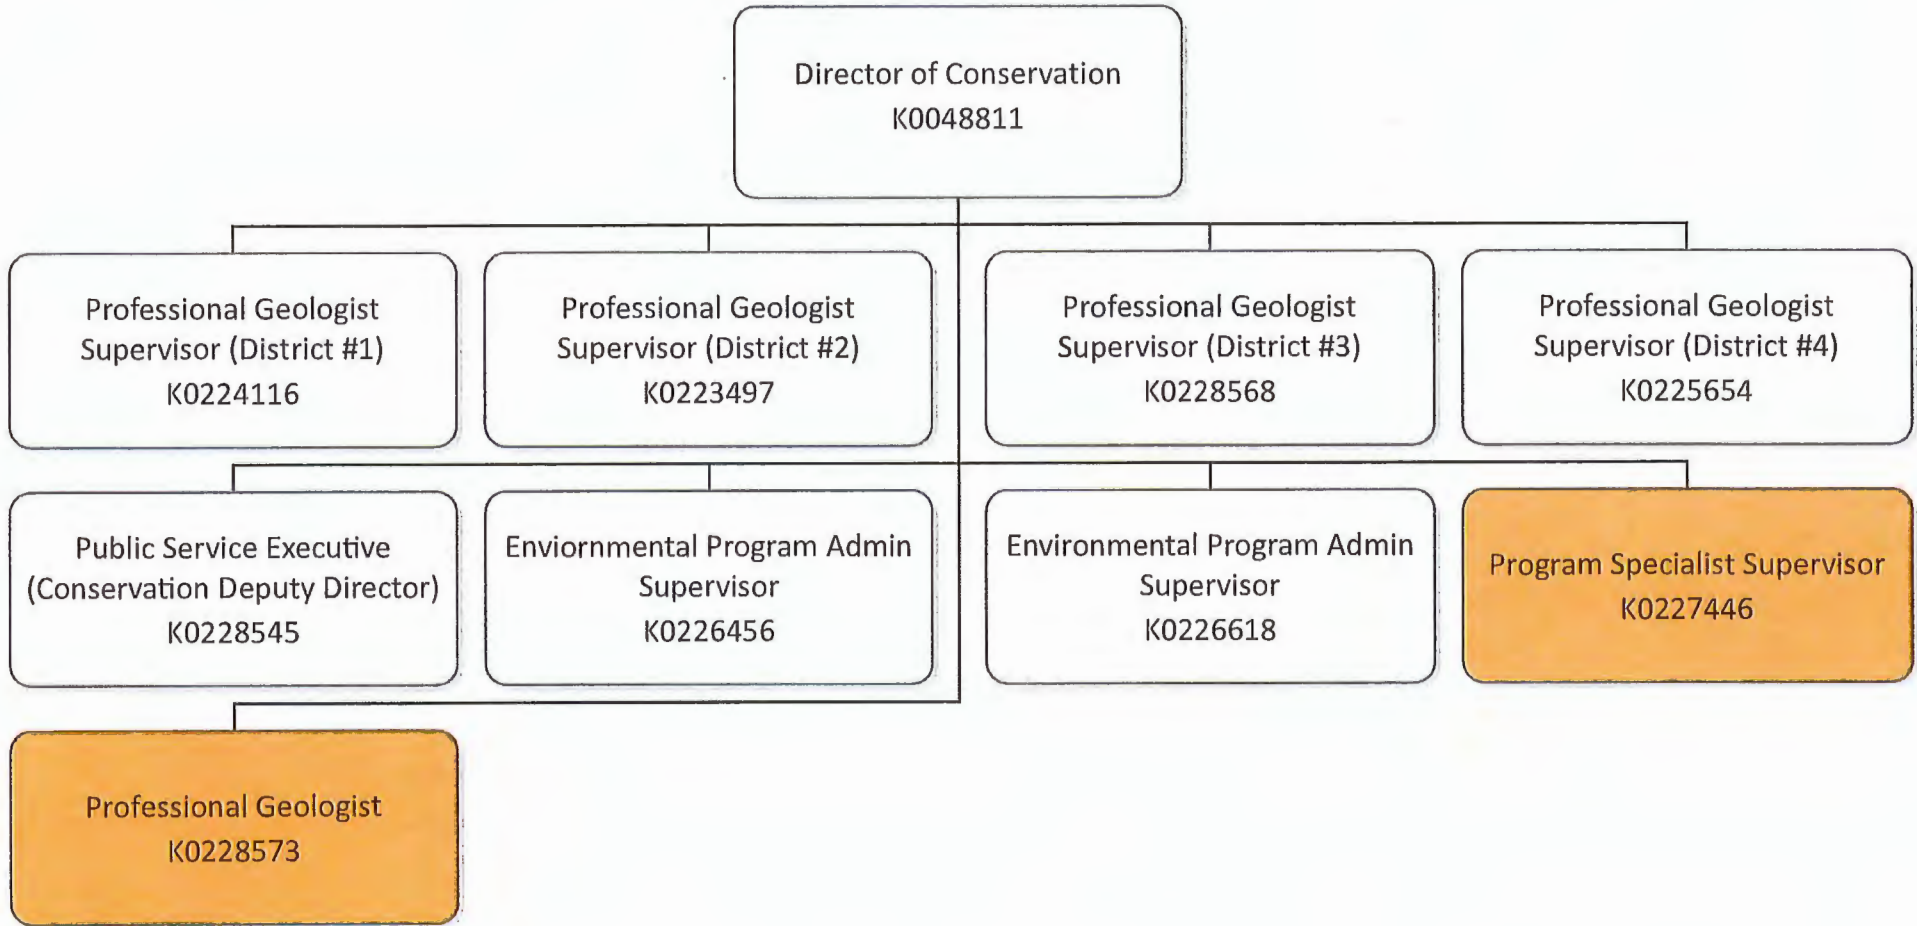 Director of Conservation
K0048811
Professional Geologist
Supervisor (District #1)
K0224116
Professional Geologist
Supervisor (District #2)
K0223497
Professional Geologist
Supervisor (District #3)
K0228568
Professional Geologist
Supervisor (District #4)
K0225654
Public Service Executive
(Conservation Deputy Director)
K0228545
Enviornmental Program Admin
Supervisor
K0226456
Environmental Program Admin
Supervisor
K0226618
Program Specialist Supervisor
K0227446
Professional Geologist
K0228573